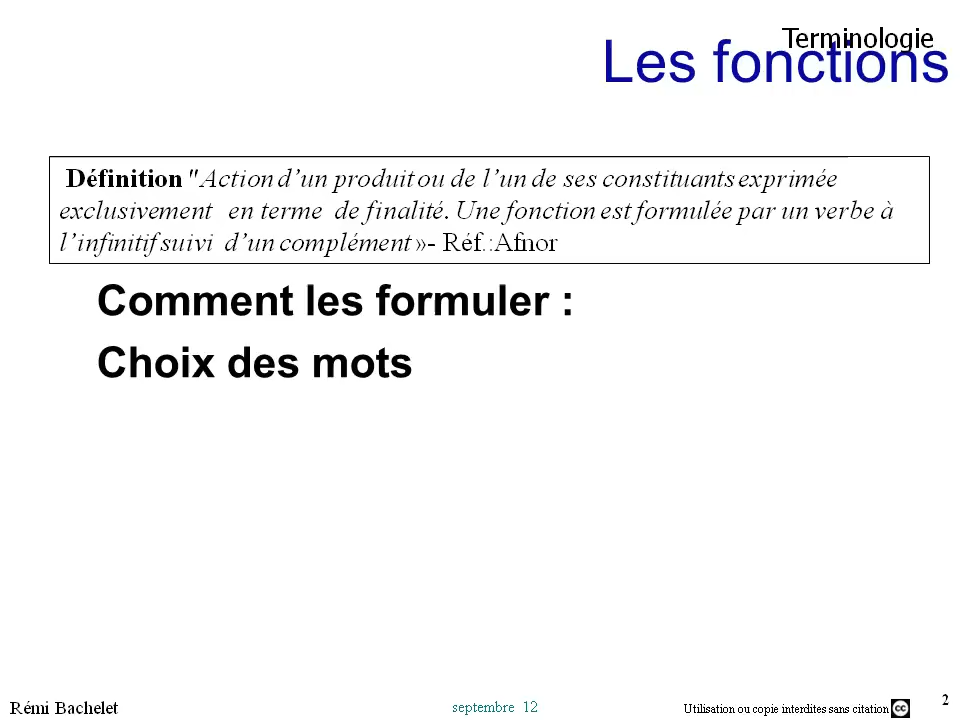 Terminologie
Les fonctions
Définition "Action d’un produit ou de l’un de ses constituants exprimée
exclusivement en terme de finalité. Une fonction est formulée par un verbe à
l’infinitif suivi d’un complément »- Réf.:Afnor
Comment les formuler :
Choix des mots
Rémi Bachelet
septembre 12
Utilisation ou copie interdites sans citation
cc
2